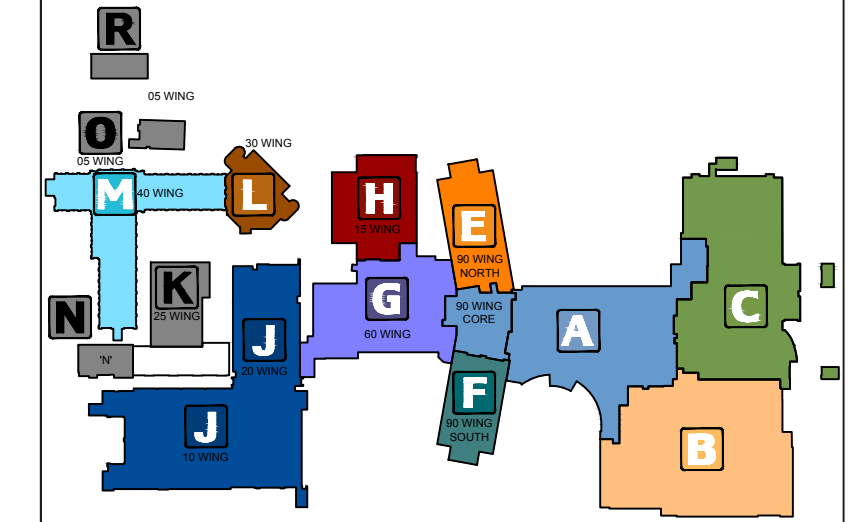 R
05 WING
O
05 WING
30 WING
M
40 WING
L
H
15 WING
E
90 WING
NORTH
K
25 WING
G
60 WING
90 WING
CORE
C
N
J
20 WING
A
'N'
F
90 WING
SOUTH
J
10 WING
B